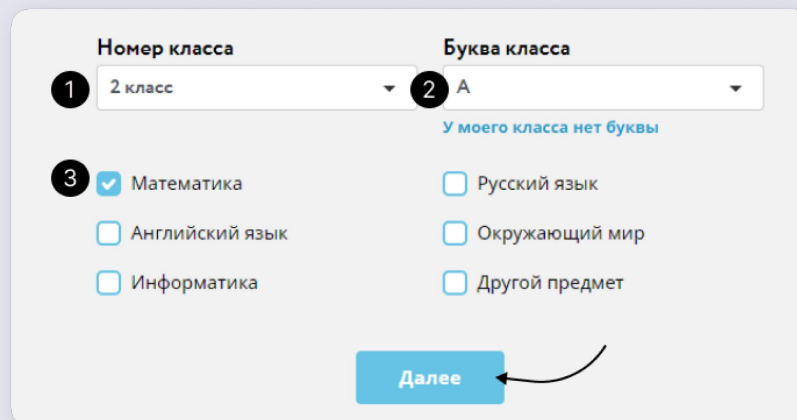 Номер класса
Буква класса
1 2 класс
2 А
У моего класса нет буквы
3 Математика
Русский язык
Английский язык
Окружающий мир
Информатика
Другой предмет
Далее